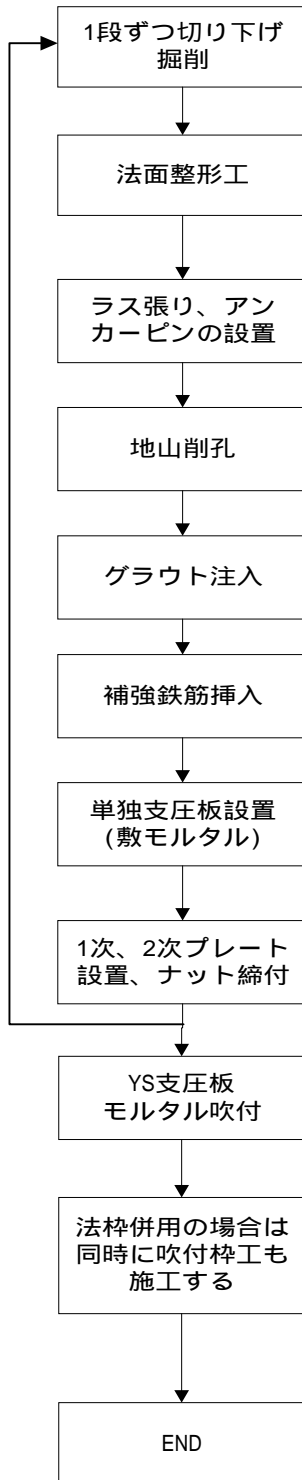 1段ずつ切り下げ
掘削
法面整形工
ラス張り、アン
カーピンの設置
地山削孔
グラウト注入
補強鉄筋挿入
単独支圧板設置
(敷モルタル)
1次、2次プレート
設置、ナット締付
YS支圧板
モルタル吹付
法枠併用の場合は
同時に吹付枠工も
施工する
END